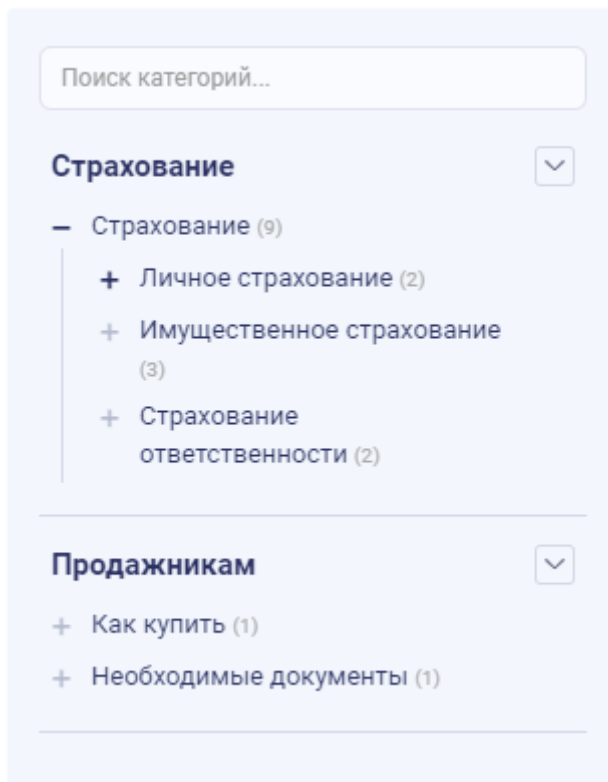 Поиск категорий...
Страхование
Страхование (9)
Личное страхование (2)
Имущественное страхование
(3)
Страхование
ответственности (2)
Продажникам
Как купить (1)
Необходимые документы (1)